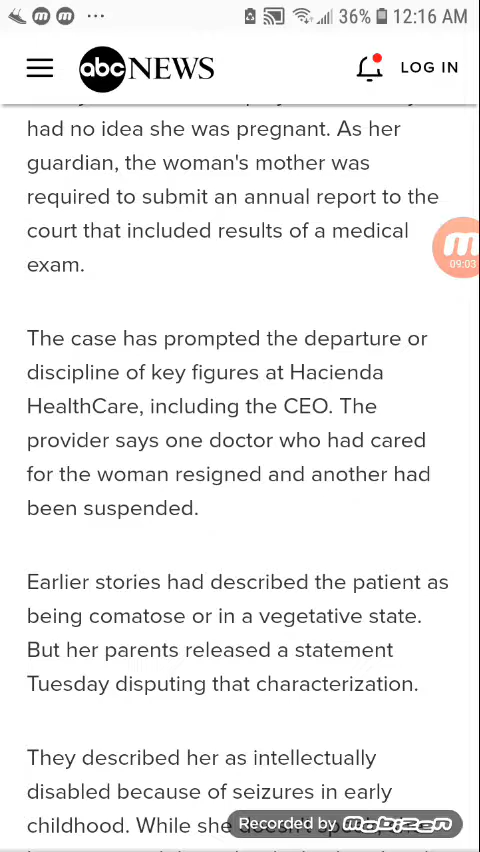 36% 12:16 AM
abc NEWS
LOG IN
had no idea she was pregnant. As her
guardian, the woman's mother was
required to submit an annual report to the
court that included results of a medical
exam.
m
09:03
The case has prompted the departure or
discipline of key figures at Hacienda
HealthCare, including the CEO. The
provider says one doctor who had cared
for the woman resigned and another had
been suspended.
Earlier stories had described the patient as
being comatose or in a vegetative state.
But her parents released a statement
Tuesday disputing that characterization.
They described her as intellectually
disabled because of seizures in early
childhood. While she doesn't
Recorded by mobizen